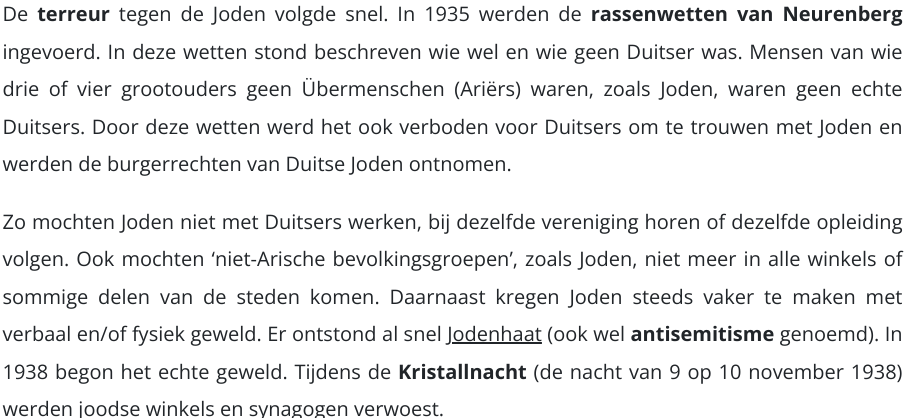 De terreur tegen de Joden volgde snel. In 1935 werden de rassenwetten van Neurenberg
ingevoerd. In deze wetten stond beschreven wie wel en wie geen Duitser was. Mensen van wie
drie of vier grootouders geen Übermenschen (Ariërs) waren, zoals Joden, waren geen echte
Duitsers. Door deze wetten werd het ook verboden voor Duitsers om te trouwen met Joden en
werden de burgerrechten van Duitse Joden ontnomen.
Zo mochten Joden niet met Duitsers werken, bij dezelfde vereniging horen of dezelfde opleiding
volgen. Ook mochten ‘niet-Arische bevolkingsgroepen’, zoals Joden, niet meer in alle winkels of
sommige delen van de steden komen. Daarnaast kregen Joden steeds vaker te maken met
verbaal en/of fysiek geweld. Er ontstond al snel Jodenhaat (ook wel antisemitisme genoemd). In
1938 begon het echte geweld. Tijdens de Kristallnacht (de nacht van 9 op 10 november 1938)
werden joodse winkels en synagogen verwoest.